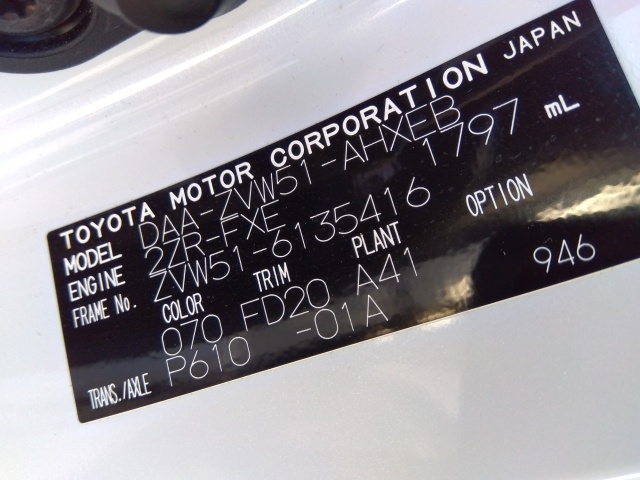 TOYOTA MOTOR CORPORATION JAPAN
MODEL DAA-ZVW51-AHXEB
ENGINE 2ZR-FXE 1797 mL
FRAME No. ZVW51-6135416
COLOR TRIM PLANT OPTION
070 FD20 A41 946
TRANS./AXLE P610 -01A